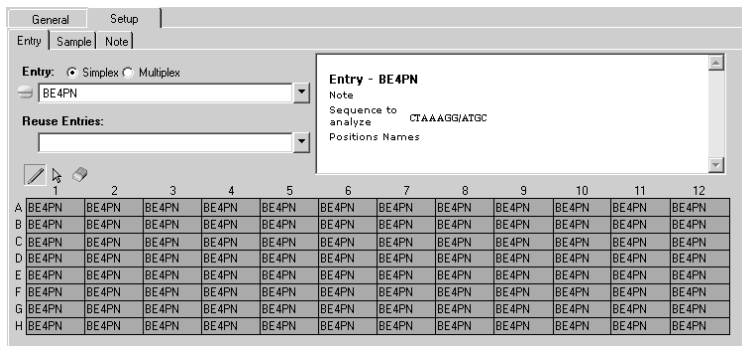 General Setup
Entry Sample Note
Entry: Simplex Multiplex
BE4PN
Reuse Entries:
Entry - BE4PN
Note
Sequence to
analyze CTAAAGG/ATGC
Positions Names
1 2 3 4 5 6 7 8 9 10 11 12
A BE4PN BE4PN BE4PN BE4PN BE4PN BE4PN BE4PN BE4PN BE4PN BE4PN BE4PN BE4PN
B BE4PN BE4PN BE4PN BE4PN BE4PN BE4PN BE4PN BE4PN BE4PN BE4PN BE4PN BE4PN
C BE4PN BE4PN BE4PN BE4PN BE4PN BE4PN BE4PN BE4PN BE4PN BE4PN BE4PN BE4PN
D BE4PN BE4PN BE4PN BE4PN BE4PN BE4PN BE4PN BE4PN BE4PN BE4PN BE4PN BE4PN
E BE4PN BE4PN BE4PN BE4PN BE4PN BE4PN BE4PN BE4PN BE4PN BE4PN BE4PN BE4PN
F BE4PN BE4PN BE4PN BE4PN BE4PN BE4PN BE4PN BE4PN BE4PN BE4PN BE4PN BE4PN
G BE4PN BE4PN BE4PN BE4PN BE4PN BE4PN BE4PN BE4PN BE4PN BE4PN BE4PN BE4PN
H BE4PN BE4PN BE4PN BE4PN BE4PN BE4PN BE4PN BE4PN BE4PN BE4PN BE4PN BE4PN